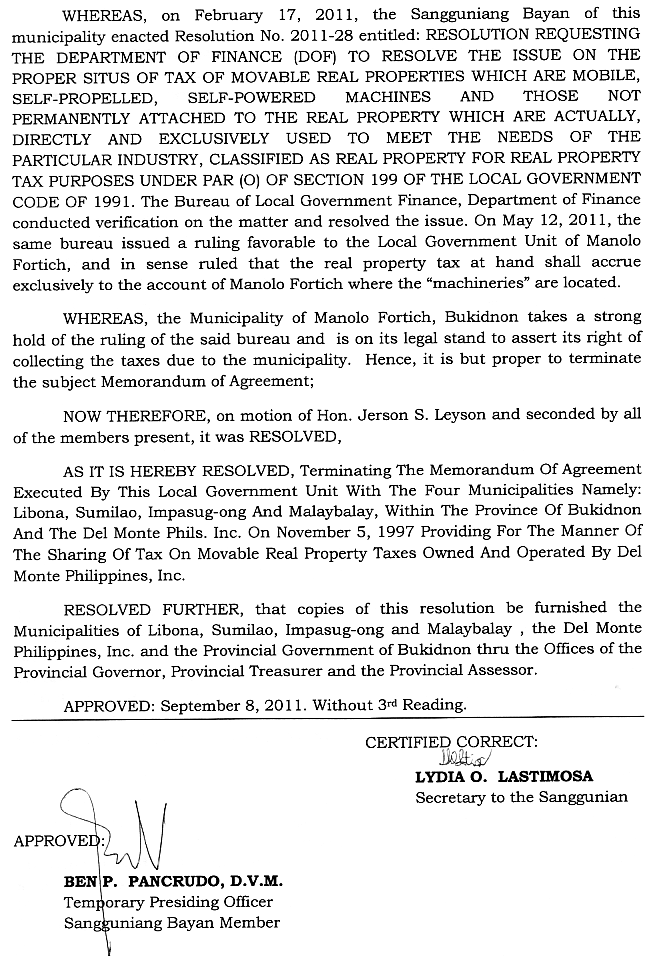 WHEREAS, on February 17, 2011, the Sangguniang Bayan of this
municipality enacted Resolution No. 2011-28 entitled: RESOLUTION REQUESTING
THE DEPARTMENT OF FINANCE (DOF) TO RESOLVE THE ISSUE ON THE
PROPER SITUS OF TAX OF MOVABLE REAL PROPERTIES WHICH ARE MOBILE,
SELF-PROPELLED, SELF-POWERED MACHINES AND THOSE NOT
PERMANENTLY ATTACHED TO THE REAL PROPERTY WHICH ARE ACTUALLY,
DIRECTLY AND EXCLUSIVELY USED TO MEET THE NEEDS OF THE
PARTICULAR INDUSTRY, CLASSIFIED AS REAL PROPERTY FOR REAL PROPERTY
TAX PURPOSES UNDER PAR (O) OF SECTION 199 OF THE LOCAL GOVERNMENT
CODE OF 1991. The Bureau of Local Government Finance, Department of Finance
conducted verification on the matter and resolved the issue. On May 12, 2011, the
same bureau issued a ruling favorable to the Local Government Unit of Manolo
Fortich, and in sense ruled that the real property tax at hand shall accrue
exclusively to the account of Manolo Fortich where the “machineries” are located.
WHEREAS, the Municipality of Manolo Fortich, Bukidnon takes a strong
hold of the ruling of the said bureau and is on its legal stand to assert its right of
collecting the taxes due to the municipality. Hence, it is but proper to terminate
the subject Memorandum of Agreement;
NOW THEREFORE, on motion of Hon. Jerson S. Leyson and seconded by all
of the members present, it was RESOLVED,
AS IT IS HEREBY RESOLVED, Terminating The Memorandum Of Agreement
Executed By This Local Government Unit With The Four Municipalities Namely:
Libona, Sumilao, Impasug-ong And Malaybalay, Within The Province Of Bukidnon
And The Del Monte Phils. Inc. On November 5, 1997 Providing For The Manner Of
The Sharing Of Tax On Movable Real Property Taxes Owned And Operated By Del
Monte Philippines, Inc.
RESOLVED FURTHER, that copies of this resolution be furnished the
Municipalities of Libona, Sumilao, Impasug-ong and Malaybalay , the Del Monte
Philippines, Inc. and the Provincial Government of Bukidnon thru the Offices of the
Provincial Governor, Provincial Treasurer and the Provincial Assessor.
APPROVED: September 8, 2011. Without 3rd Reading.
CERTIFIED CORRECT:
LYDIA O. LASTIMOSA
Secretary to the Sanggunian
APPROVED:
BEN P. PANCRUDO, D.V.M.
Temporary Presiding Officer
Sangguniang Bayan Member